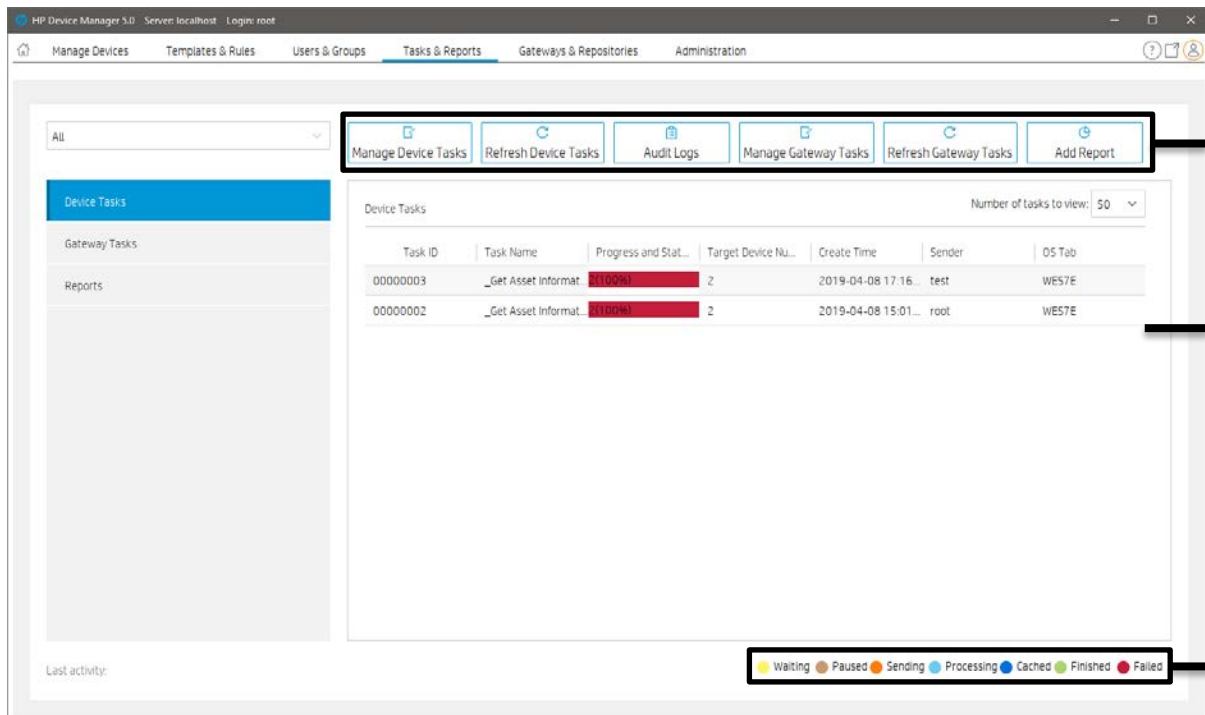 HP Device Manager 5.0 Server: localhost Login: root
Manage Devices Templates & Rules Users & Groups Tasks & Reports Gateways & Repositories Administration
All
Manage Device Tasks Refresh Device Tasks Audit Logs Manage Gateway Tasks Refresh Gateway Tasks Add Report
Device Tasks
Gateway Tasks
Reports
Device Tasks Number of tasks to view: 50
Task ID Task Name Progress and Stat... Target Device Nu... Create Time Sender OS Tab
00000003 _Get Asset Informat... 2(100%) 2 2019-04-08 17:16... test WES7E
00000002 _Get Asset Informat... 2(100%) 2 2019-04-08 15:01... root WES7E
Last activity:
Waiting Paused Sending Processing Cached Finished Failed